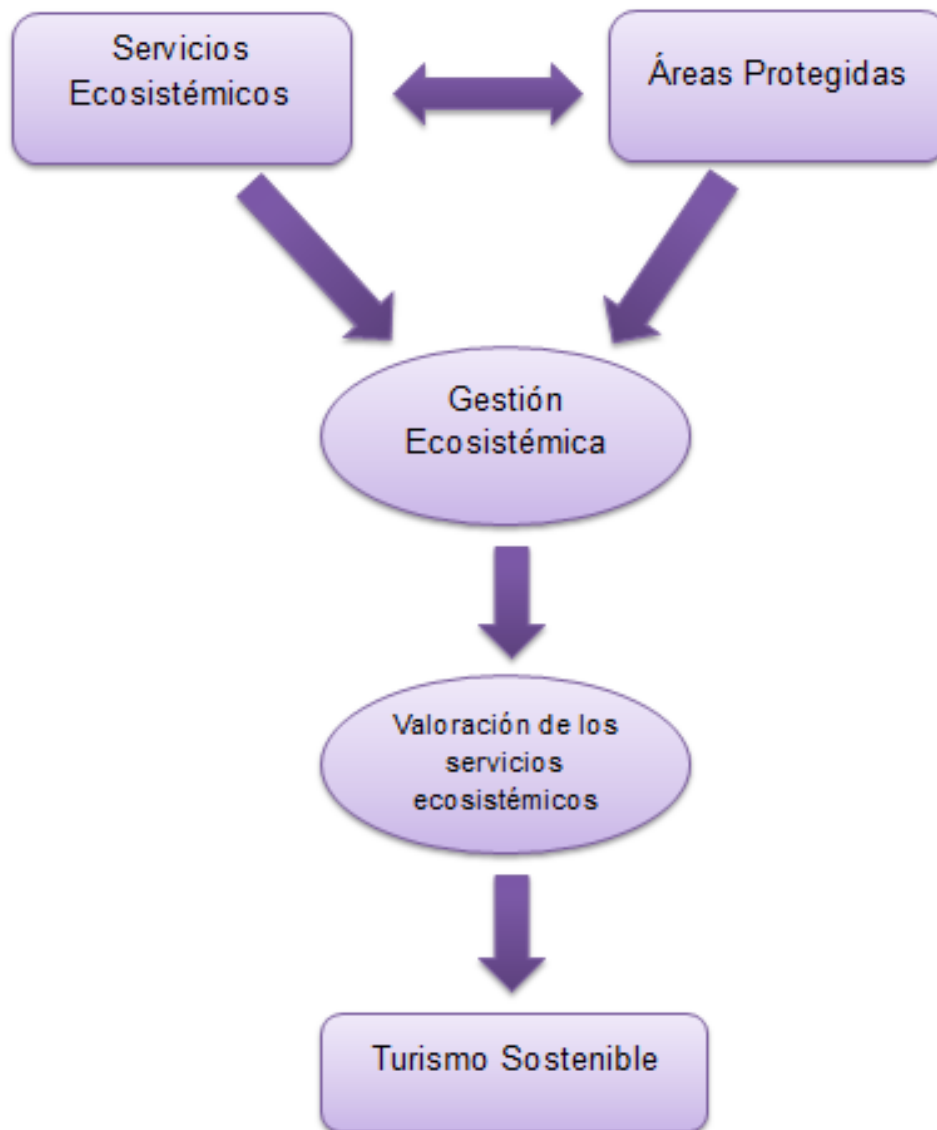 Servicios
Ecosistémicos
Áreas Protegidas
Gestión
Ecosistémica
Valoración de los
servicios
ecosistémicos
Turismo Sostenible